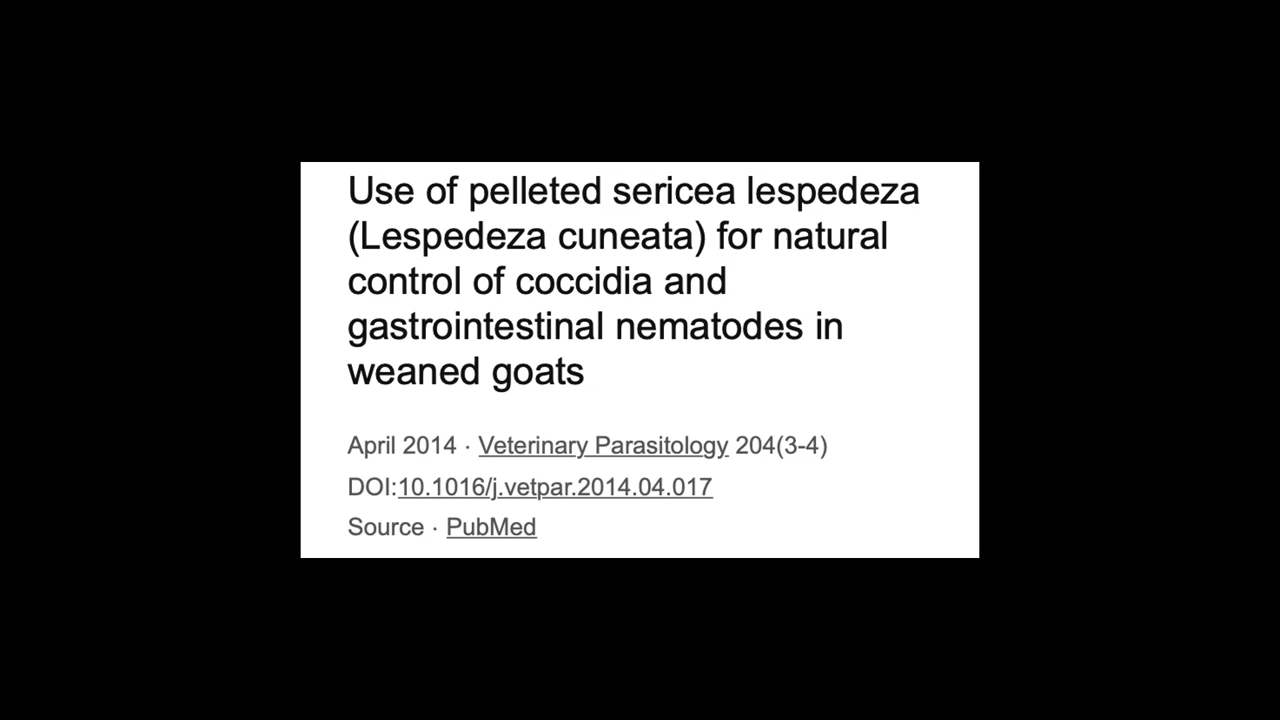 Use of pelleted sericea lespedeza
(Lespedeza cuneata) for natural
control of coccidia and
gastrointestinal nematodes in
weaned goats
April 2014 · Veterinary Parasitology 204(3-4)
DOI:10.1016/j.vetpar.2014.04.017
Source · PubMed